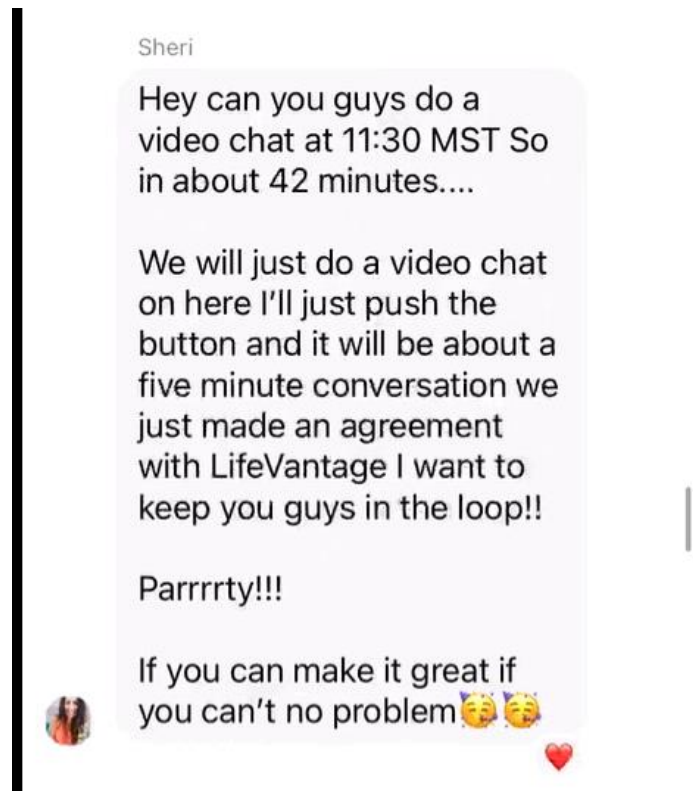 Sheri
Hey can you guys do a
video chat at 11:30 MST So
in about 42 minutes....
We will just do a video chat
on here I'll just push the
button and it will be about a
five minute conversation we
just made an agreement
with LifeVantage I want to
keep you guys in the loop!!
Parrrrty!!!
If you can make it great if
you can't no problem🥳🥳